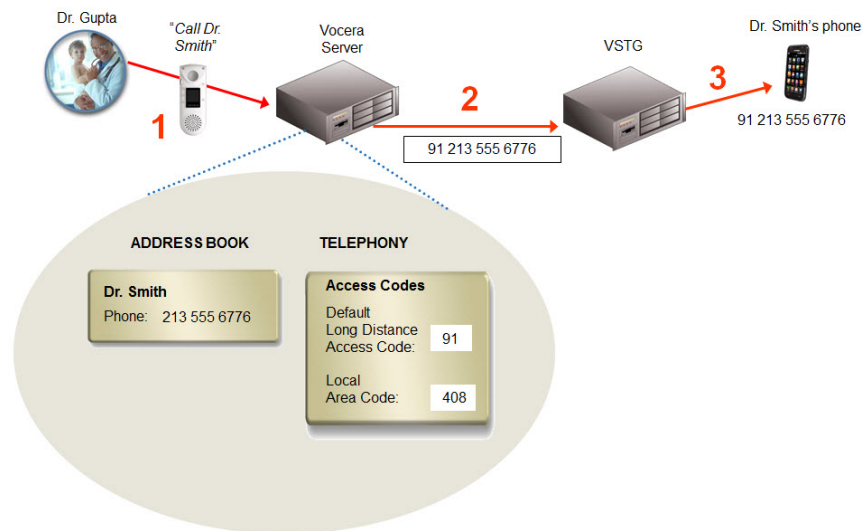 Dr. Gupta
"Call Dr.
Smith"
Vocera
Server
VSTG
Dr. Smith's phone
1
2
3
91 213 555 6776
91 213 555 6776
ADDRESS BOOK
TELEPHONY
Dr. Smith
Phone: 213 555 6776
Access Codes
Default
Long Distance
Access Code: 91
Local
Area Code: 408